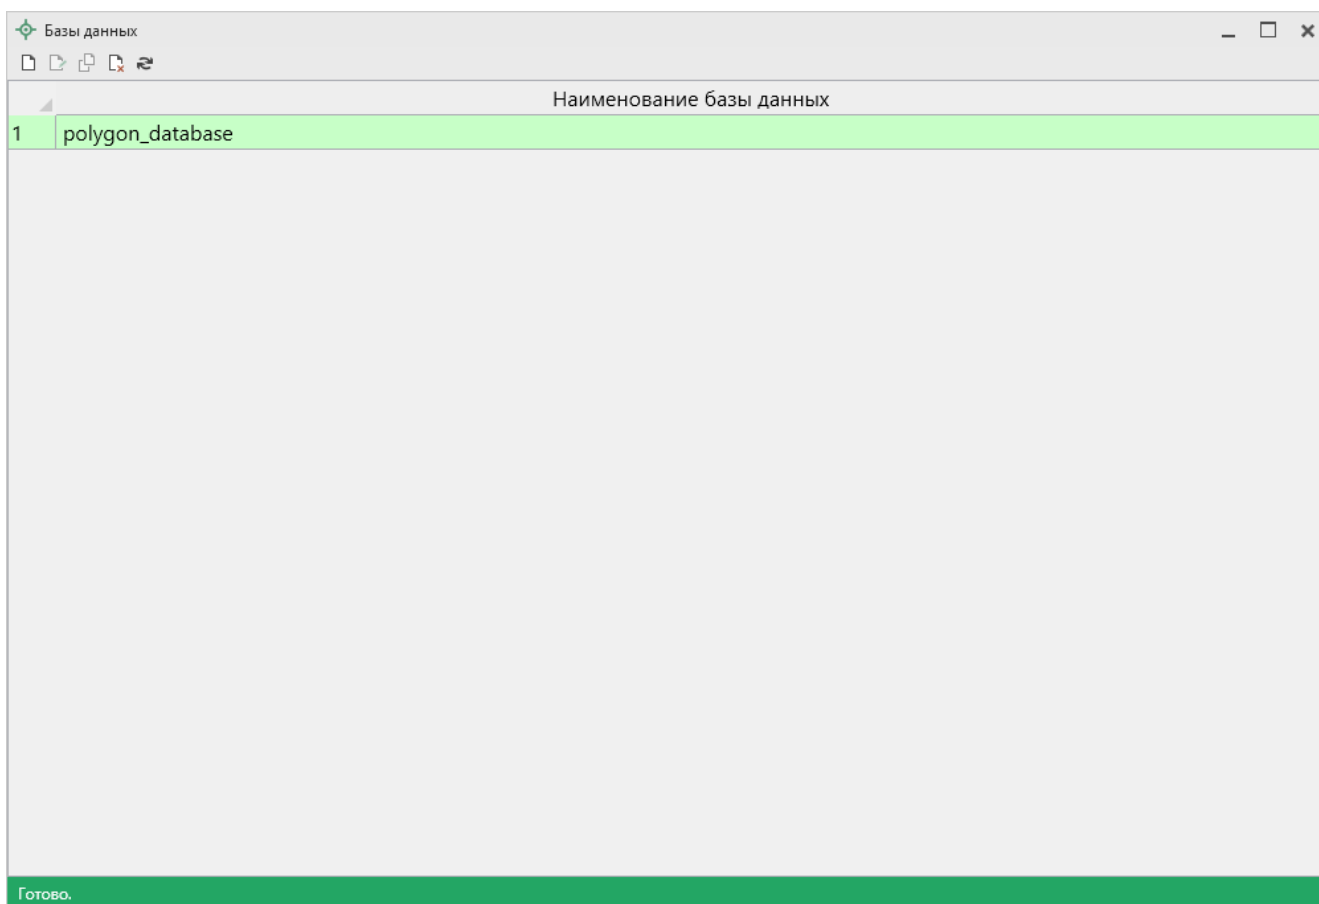 Базы данных
Наименование базы данных
1 polygon_database
Готово.